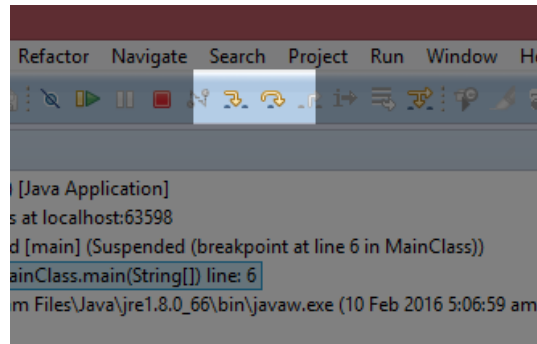 Refactor Navigate Search Project Run Window
[Java Application]
s at localhost:63598
d [main] (Suspended (breakpoint at line 6 in MainClass))
ainClass.main(String[]) line: 6
m Files\Java\jre1.8.0_66\bin\javaw.exe (10 Feb 2016 5:06:59 am